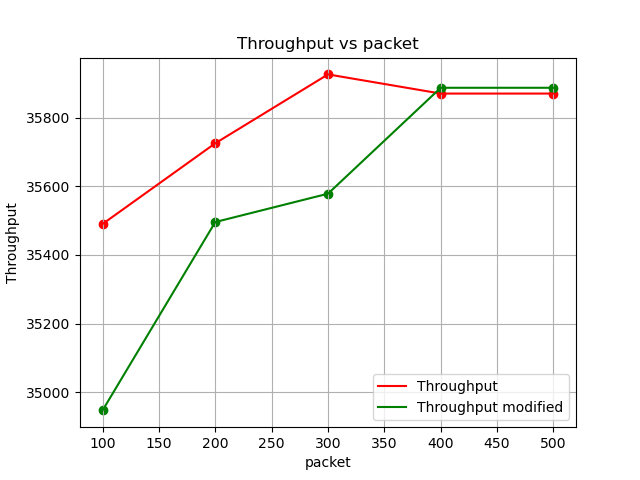 Throughput vs packet
Throughput
35800
35600
35400
35200
35000
100 150 200 250 300 350 400 450 500
packet
Throughput
Throughput modified